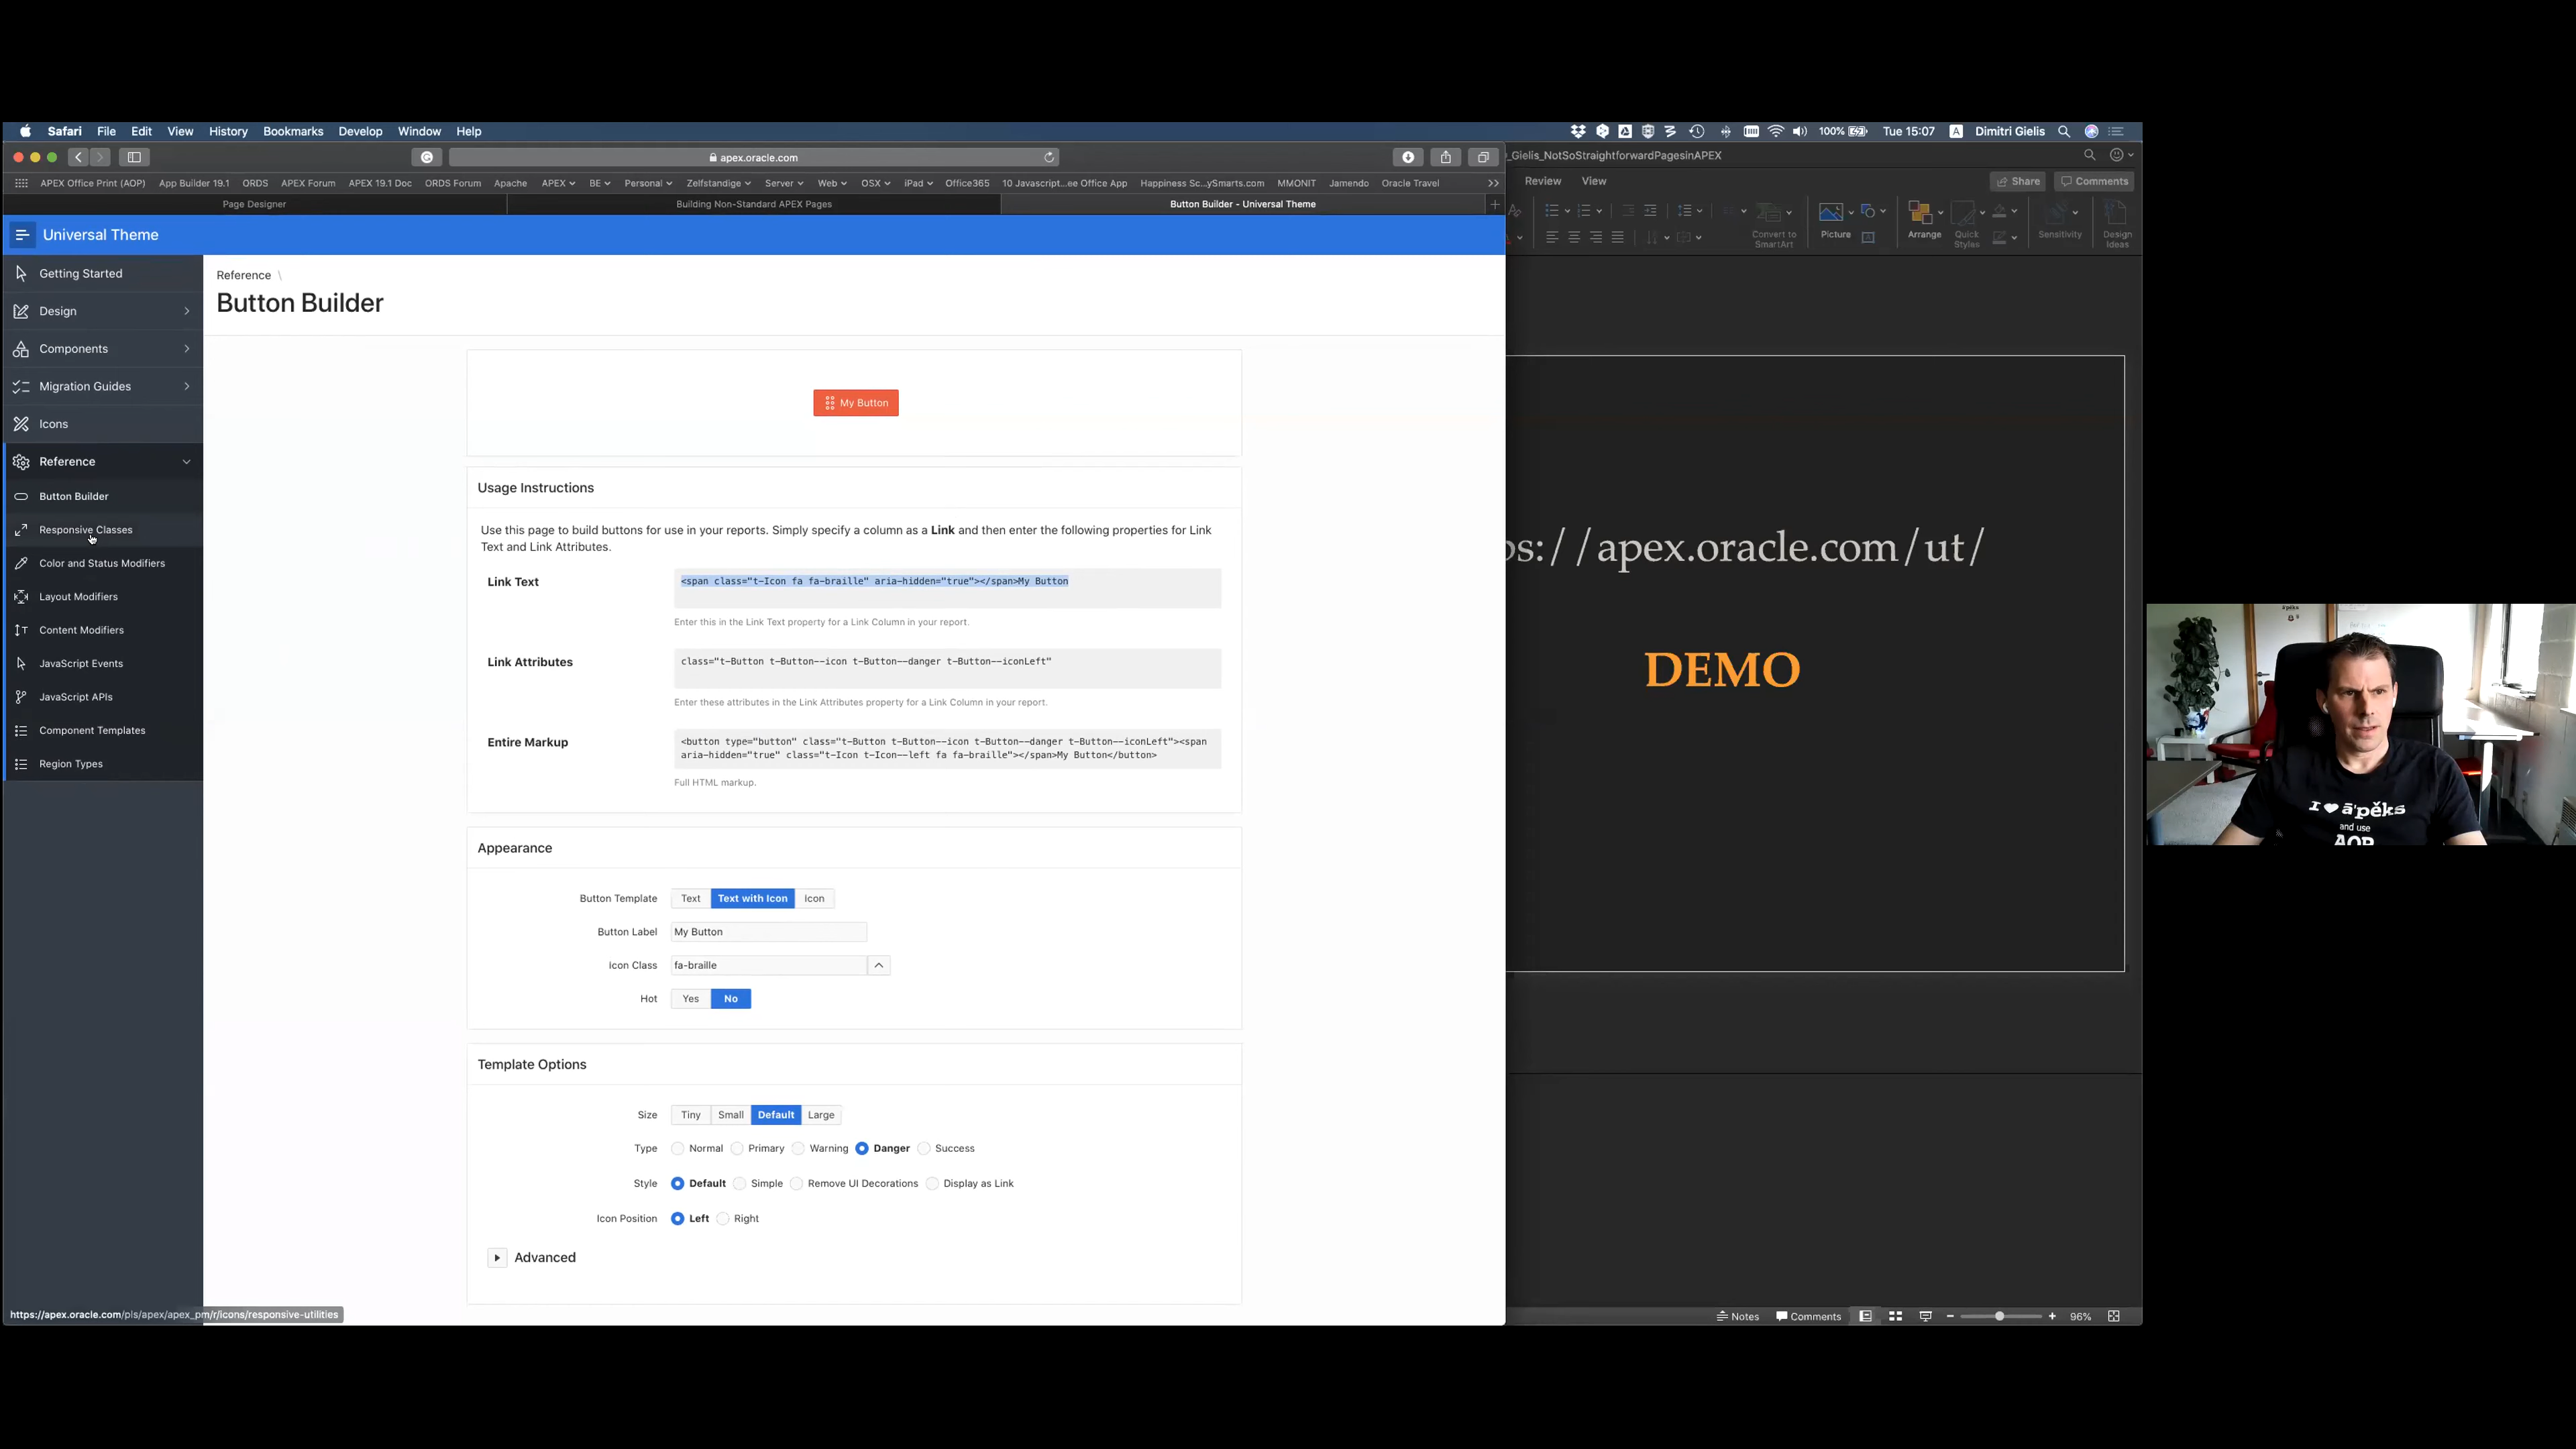 Safari File Edit View History Bookmarks Develop Window Help
100% Tue 15:07 A Dimitri Gielis
apex.oracle.com
_Gielis_NotSoStraightforwardPagesinAPEX
APEX Office Print (AOP) App Builder 19.1 ORDS APEX Forum APEX 19.1 Doc ORDS Forum Apache APEX BE Personal Zelfstandige Server Web OSX iPad Office365 10 Javascript...ee Office App Happiness Sc...ySmarts.com MMONIT Jamendo Oracle Travel
Review View Share Comments
Page Designer Building Non-Standard APEX Pages Button Builder - Universal Theme
Convert to SmartArt
Picture
Arrange
Quick Styles
Sensitivity
Design Ideas
Universal Theme
Getting Started
Design
Components
Migration Guides
Icons
Reference
Button Builder
Responsive Classes
Color and Status Modifiers
Layout Modifiers
Content Modifiers
JavaScript Events
JavaScript APIs
Component Templates
Region Types
Reference \
Button Builder
My Button
Usage Instructions
Use this page to build buttons for use in your reports. Simply specify a column as a Link and then enter the following properties for Link
Text and Link Attributes.
Link Text
<span class="t-Icon fa fa-braille" aria-hidden="true"></span>My Button
Enter this in the Link Text property for a Link Column in your report.
Link Attributes
class="t-Button t-Button--icon t-Button--danger t-Button--iconLeft"
Enter these attributes in the Link Attributes property for a Link Column in your report.
Entire Markup
<button type="button" class="t-Button t-Button--icon t-Button--danger t-Button--iconLeft"><span
aria-hidden="true" class="t-Icon t-Icon--left fa fa-braille"></span>My Button</button>
Full HTML markup.
Appearance
Button Template Text Text with Icon Icon
Button Label My Button
Icon Class fa-braille
Hot Yes No
Template Options
Size Tiny Small Default Large
Type Normal Primary Warning Danger Success
Style Default Simple Remove UI Decorations Display as Link
Icon Position Left Right
Advanced
https://apex.oracle.com/pls/apex/apex_pm/r/icons/responsive-utilities
ps://apex.oracle.com/ut/
DEMO
Notes Comments 96%
I ❤ āpěks
and use
AOP